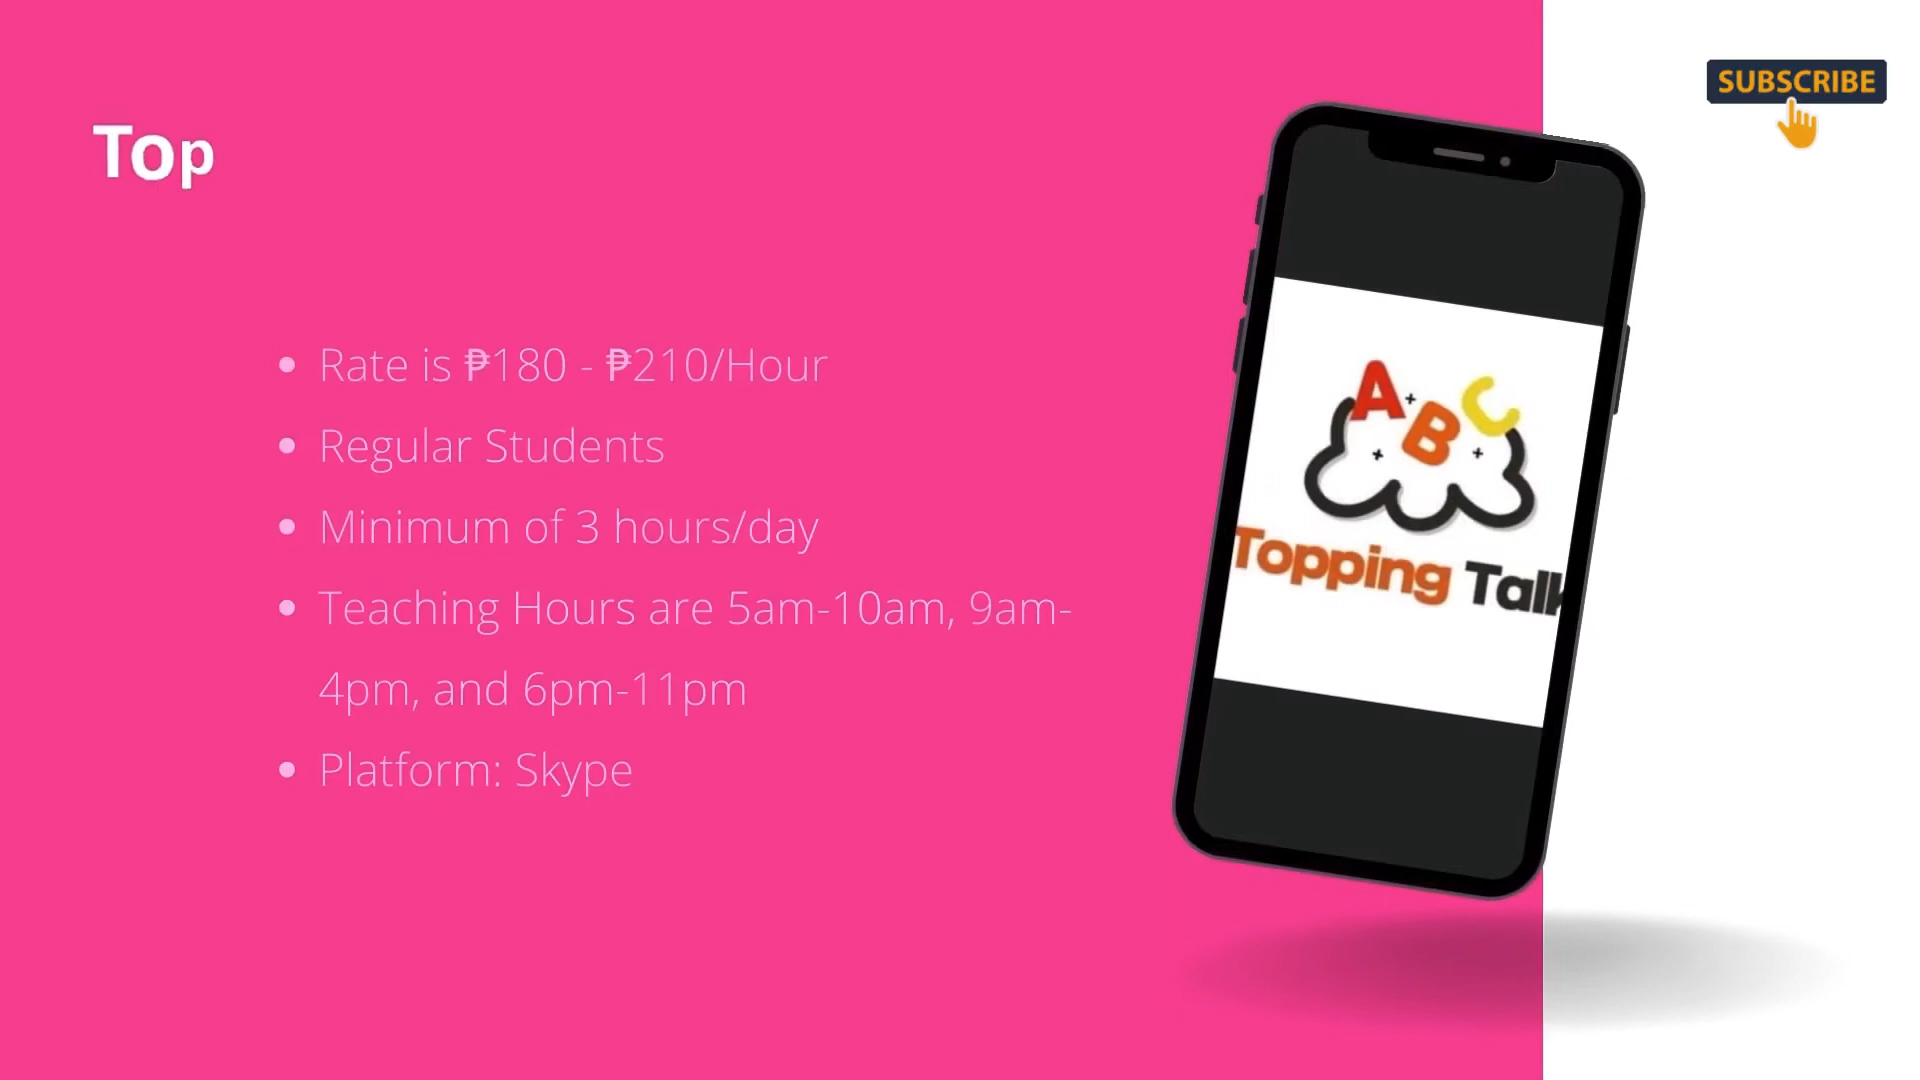 SUBSCRIBE
Top
Rate is ₱180 - ₱210/Hour
Regular Students
Minimum of 3 hours/day
Teaching Hours are 5am-10am, 9am-
4pm, and 6pm-11pm
Platform: Skype
A B C
Topping Talk